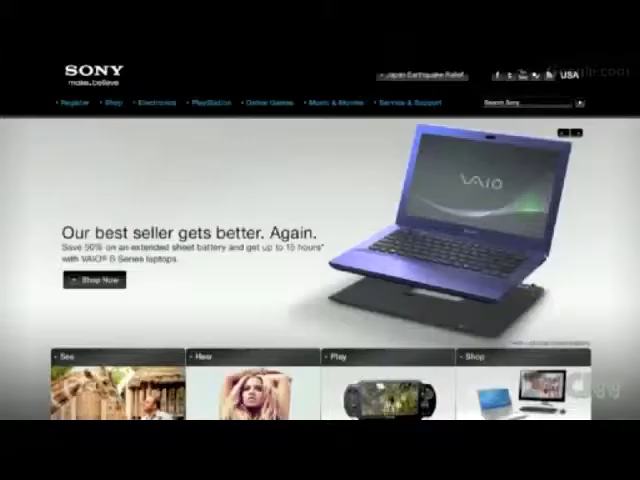 SONY
make.believe
Japan Earthquake Relief
USA
Register
Shop
Electronics
PlayStation
Online Games
Music & Movies
Service & Support
Search Sony
VAIO
Our best seller gets better. Again.
Save 50% on an extended sheet battery and get up to 15 hours*
with VAIO® S Series laptops.
Shop Now
See
Hear
Play
Shop